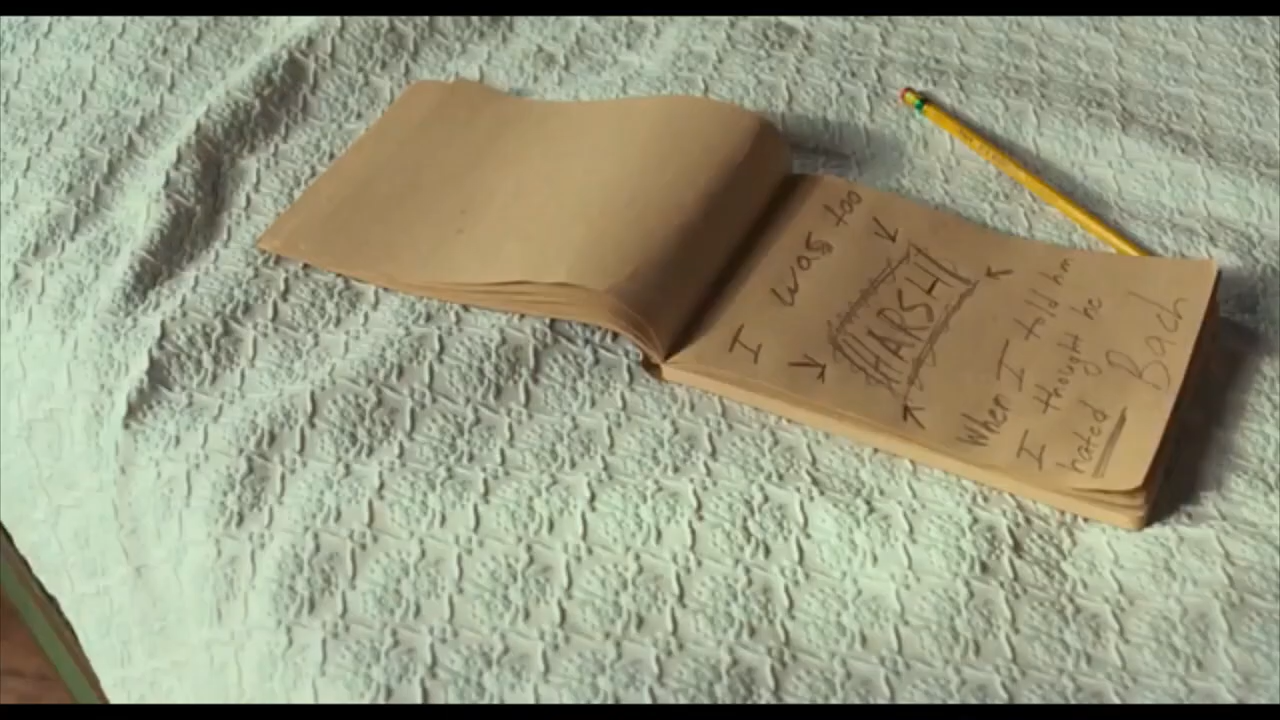 I was too
HARSH
When I told him
I thought he
hated Bach